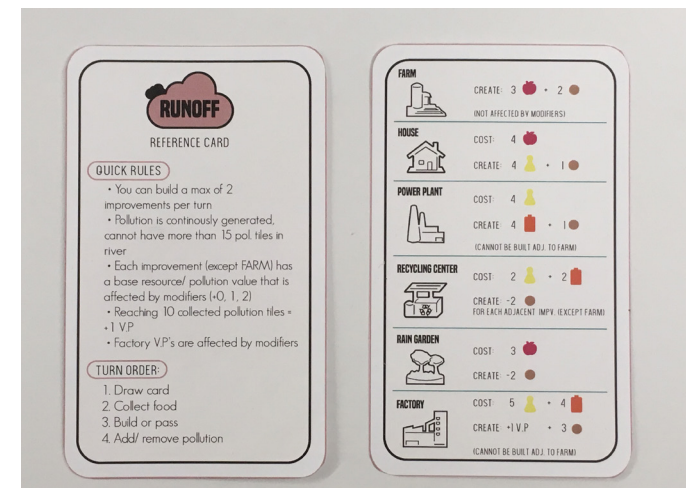 RUNOFF
REFERENCE CARD
QUICK RULES
• You can build a max of 2
improvements per turn
• Pollution is continously generated,
cannot have more than 15 pol. tiles in
river
• Each improvement (except FARM) has
a base resource/ pollution value that is
affected by modifiers (+0, 1, 2)
• Reaching 10 collected pollution tiles =
+1 V.P
• Factory V.P's are affected by modifiers
TURN ORDER:
1. Draw card
2. Collect food
3. Build or pass
4. Add/ remove pollution
FARM
CREATE: 3 + 2
(NOT AFFECTED BY MODIFIERS)
HOUSE
COST: 4
CREATE: 4 + 1
POWER PLANT
COST: 4
CREATE: 4 + 1
(CANNOT BE BUILT ADJ. TO FARM)
RECYCLING CENTER
COST: 2 + 2
CREATE: -2
FOR EACH ADJACENT IMPV. (EXCEPT FARM)
RAIN GARDEN
COST: 3
CREATE: -2
FACTORY
COST: 5 + 4
CREATE +1 V.P + 3
(CANNOT BE BUILT ADJ. TO FARM)